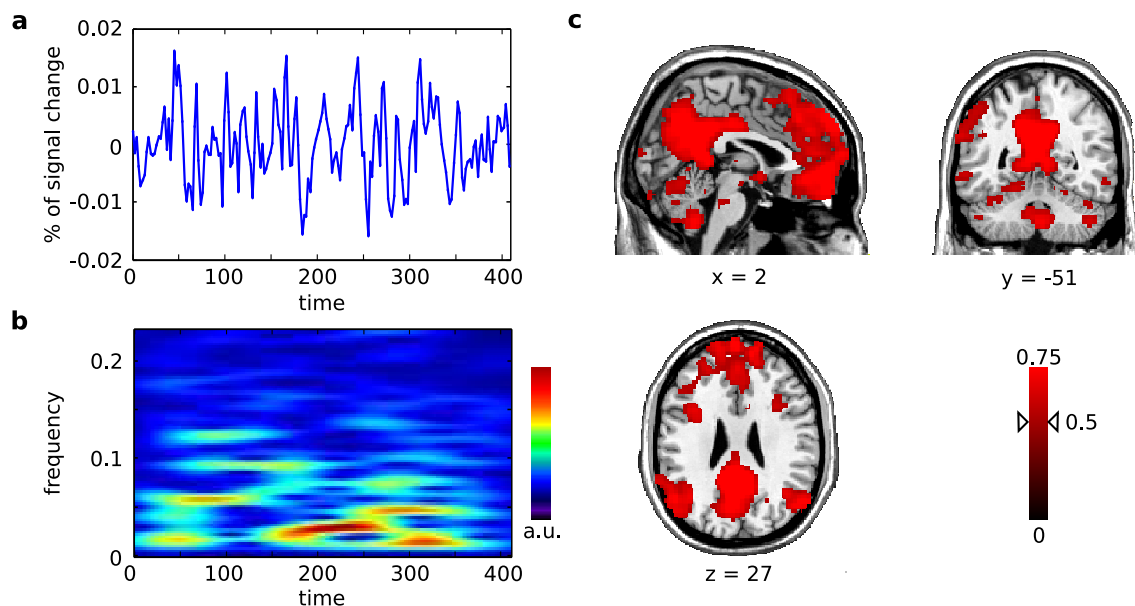 a
% of signal change
0.02
0.01
0
-0.01
-0.02
0 100 200 300 400
time
b
frequency
0.2
0.1
0
0 100 200 300 400
time
a.u.
c
x = 2
y = -51
z = 27
0.75
0.5
0